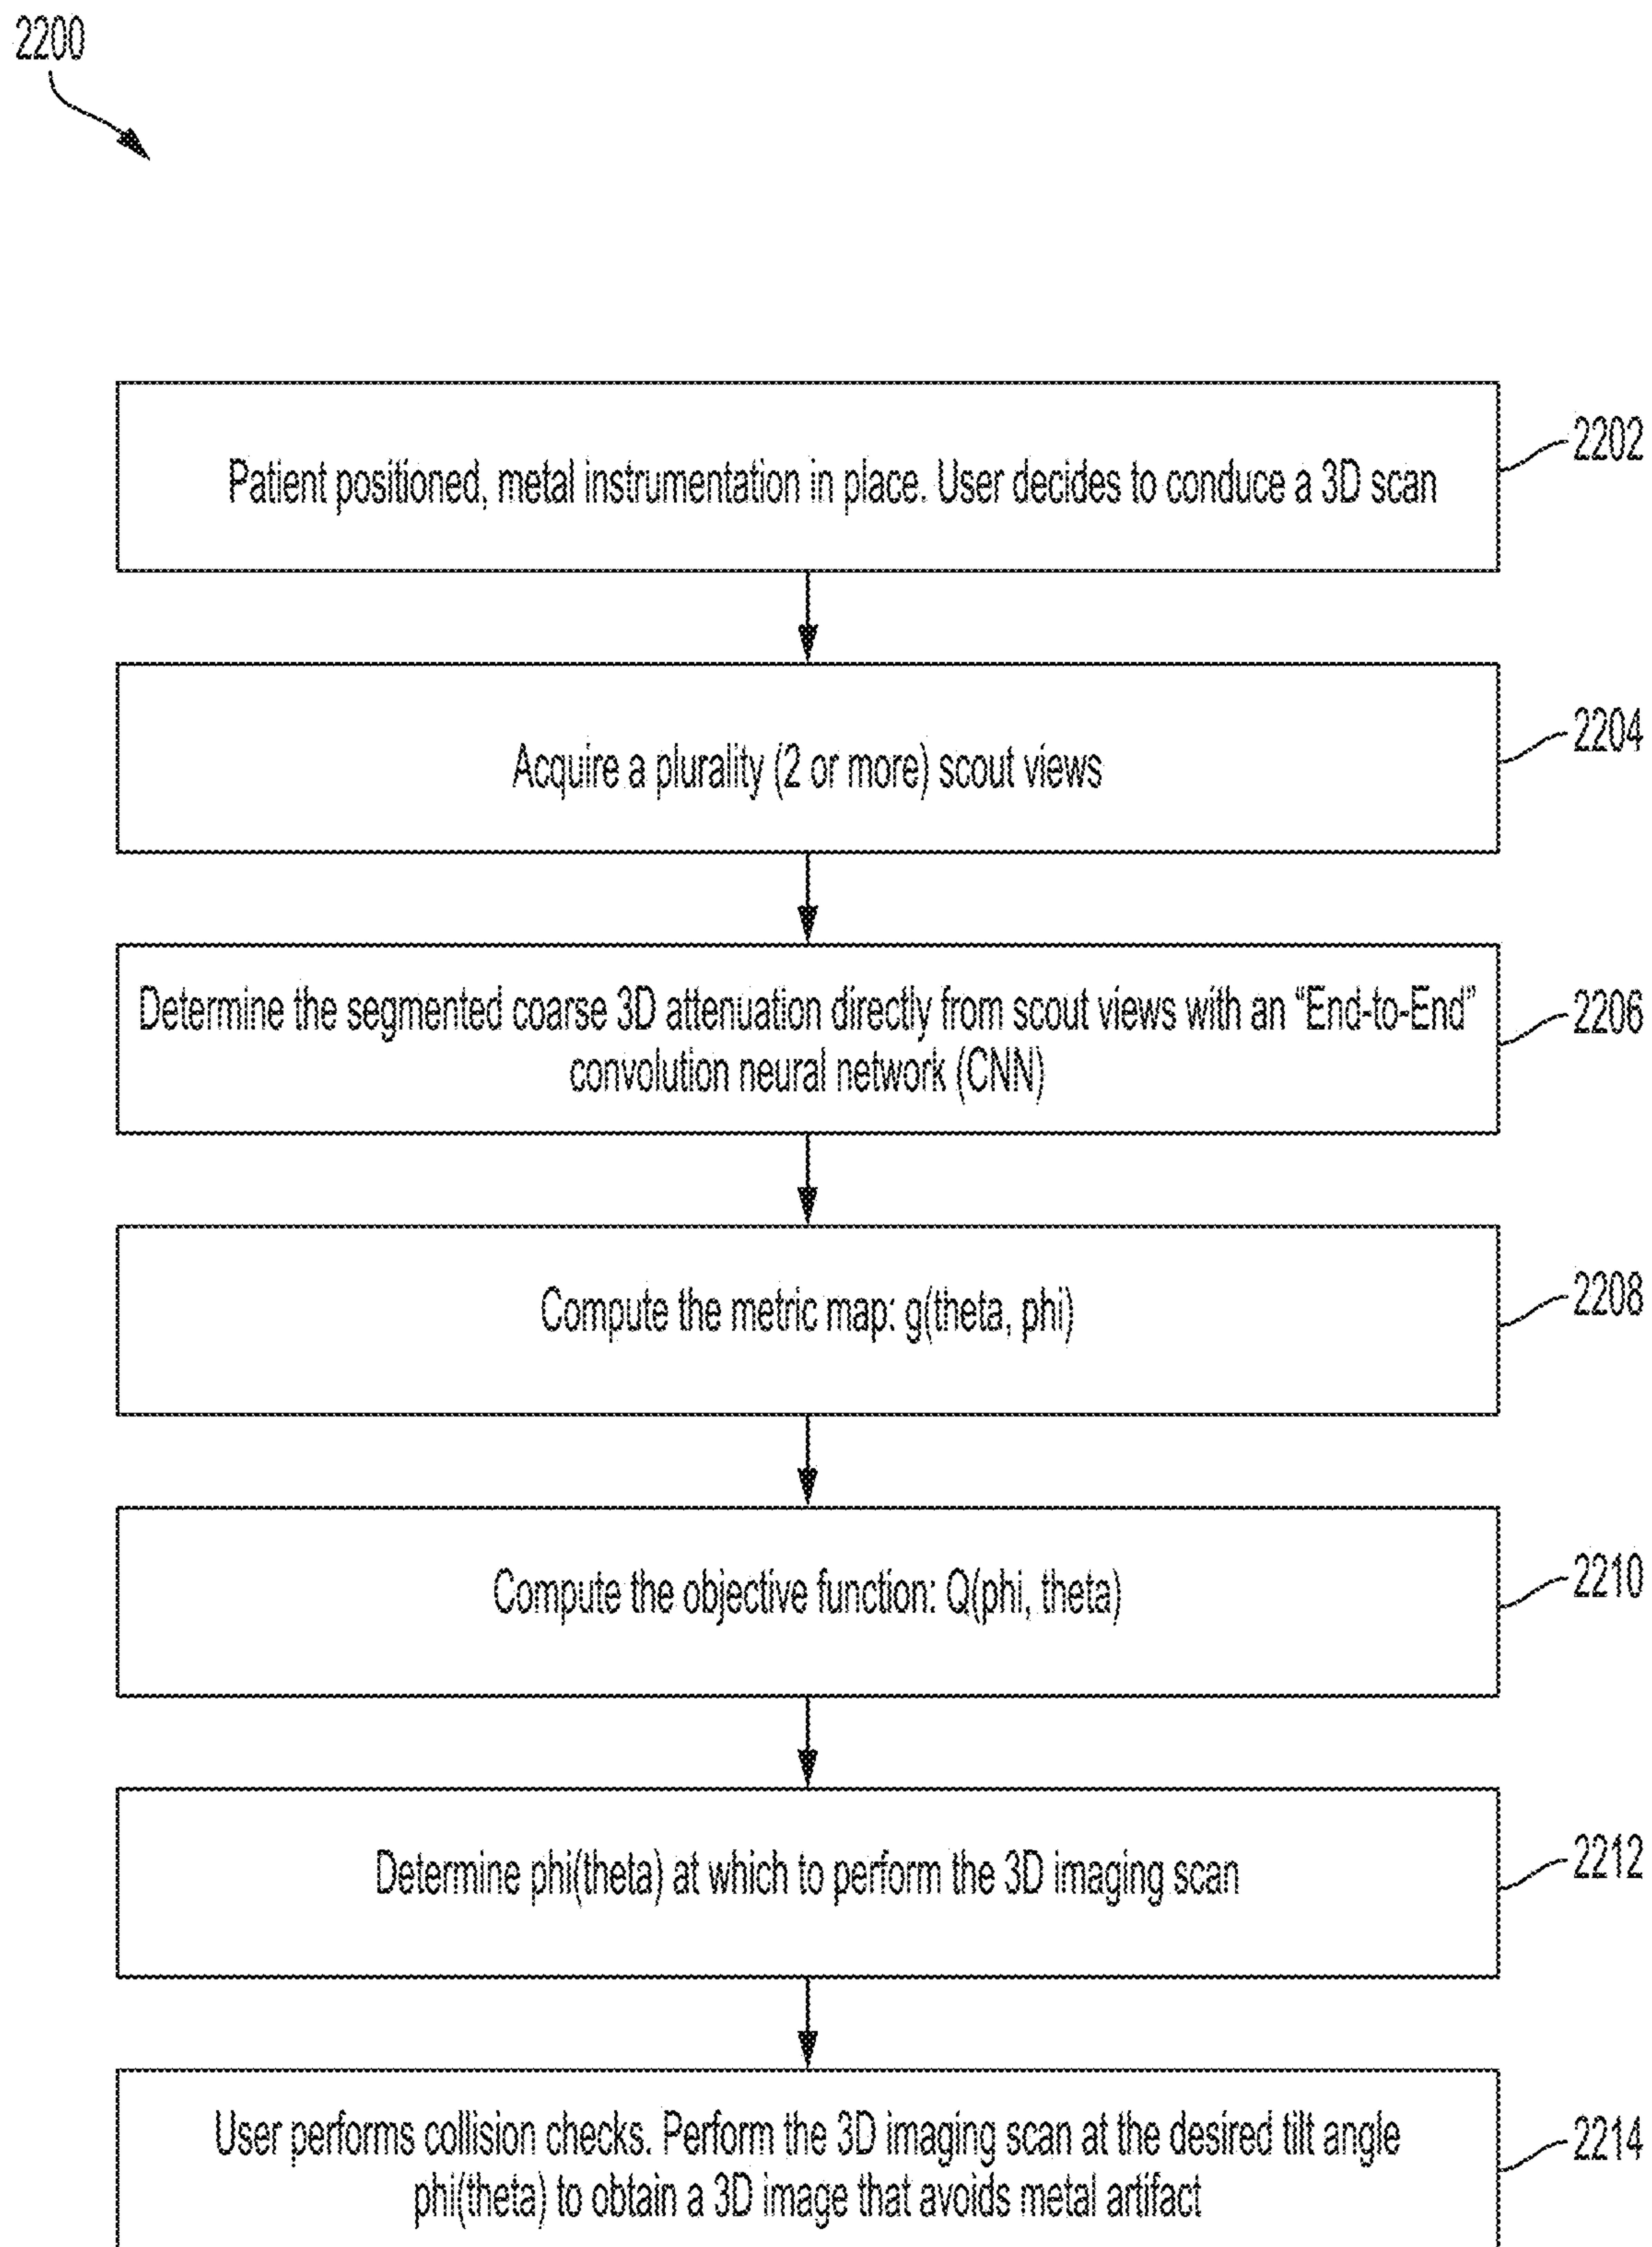 2200
Patient positioned, metal instrumentation in place. User decides to conduce a 3D scan
2202
Acquire a plurality (2 or more) scout views
2204
Determine the segmented coarse 3D attenuation directly from scout views with an “End-to-End”
convolution neural network (CNN)
2206
Compute the metric map: g(theta, phi)
2208
Compute the objective function: Q(phi, theta)
2210
Determine phi(theta) at which to perform the 3D imaging scan
2212
User performs collision checks. Perform the 3D imaging scan at the desired tilt angle
phi(theta) to obtain a 3D image that avoids metal artifact
2214